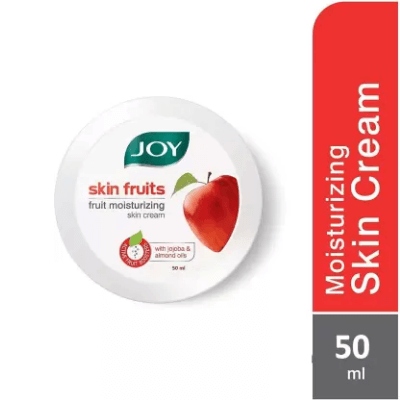 JOY
skin fruits
fruit moisturizing
skin cream
with jojoba &
almond oils
50 ml
Moisturizing
Skin Cream
50
ml